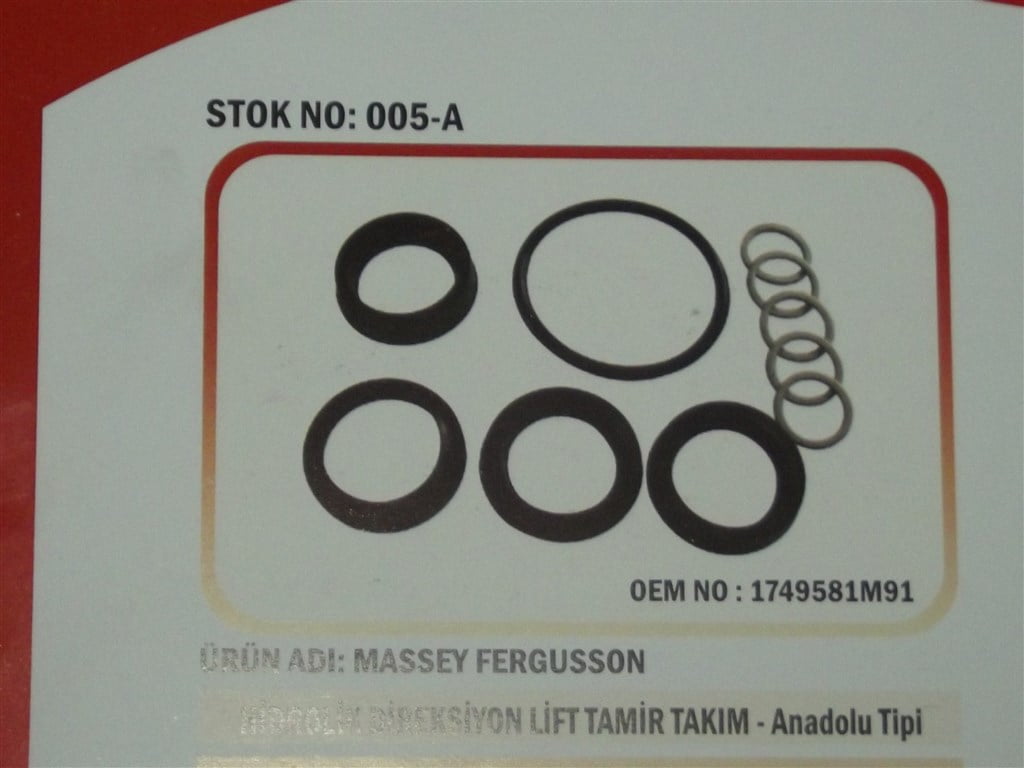 STOK NO: 005-A
OEM NO : 1749581M91
ÜRÜN ADI: MASSEY FERGUSSON
HİDROLİK DİREKSİYON LİFT TAMİR TAKIM - Anadolu Tipi